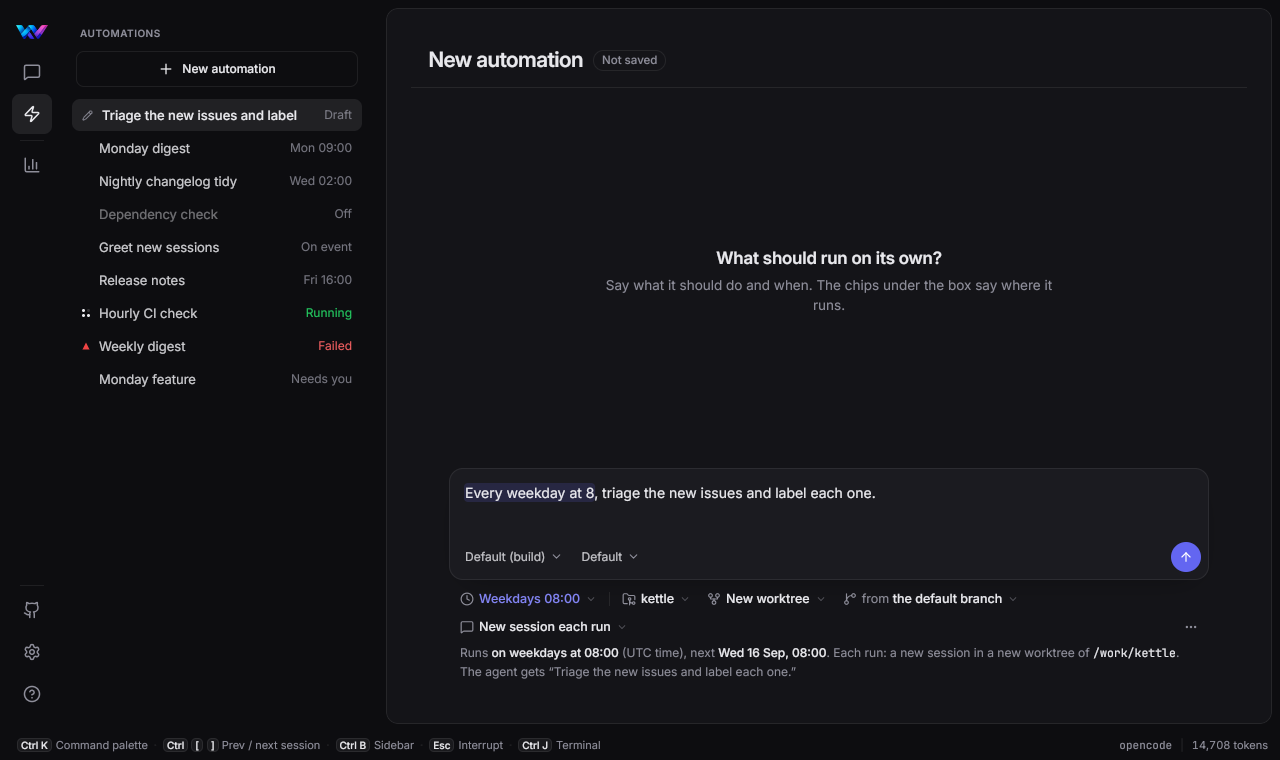 AUTOMATIONS
New automation
Triage the new issues and label Draft
Monday digest Mon 09:00
Nightly changelog tidy Wed 02:00
Dependency check Off
Greet new sessions On event
Release notes Fri 16:00
Hourly CI check Running
Weekly digest Failed
Monday feature Needs you
New automation Not saved
What should run on its own?
Say what it should do and when. The chips under the box say where it
runs.
Every weekday at 8, triage the new issues and label each one.
Default (build) Default
Weekdays 08:00 kettle New worktree from the default branch
New session each run
Runs on weekdays at 08:00 (UTC time), next Wed 16 Sep, 08:00. Each run: a new session in a new worktree of /work/kettle.
The agent gets “Triage the new issues and label each one.”
Ctrl K Command palette · Ctrl [ ] Prev / next session · Ctrl B Sidebar · Esc Interrupt · Ctrl J Terminal
opencode 14,708 tokens